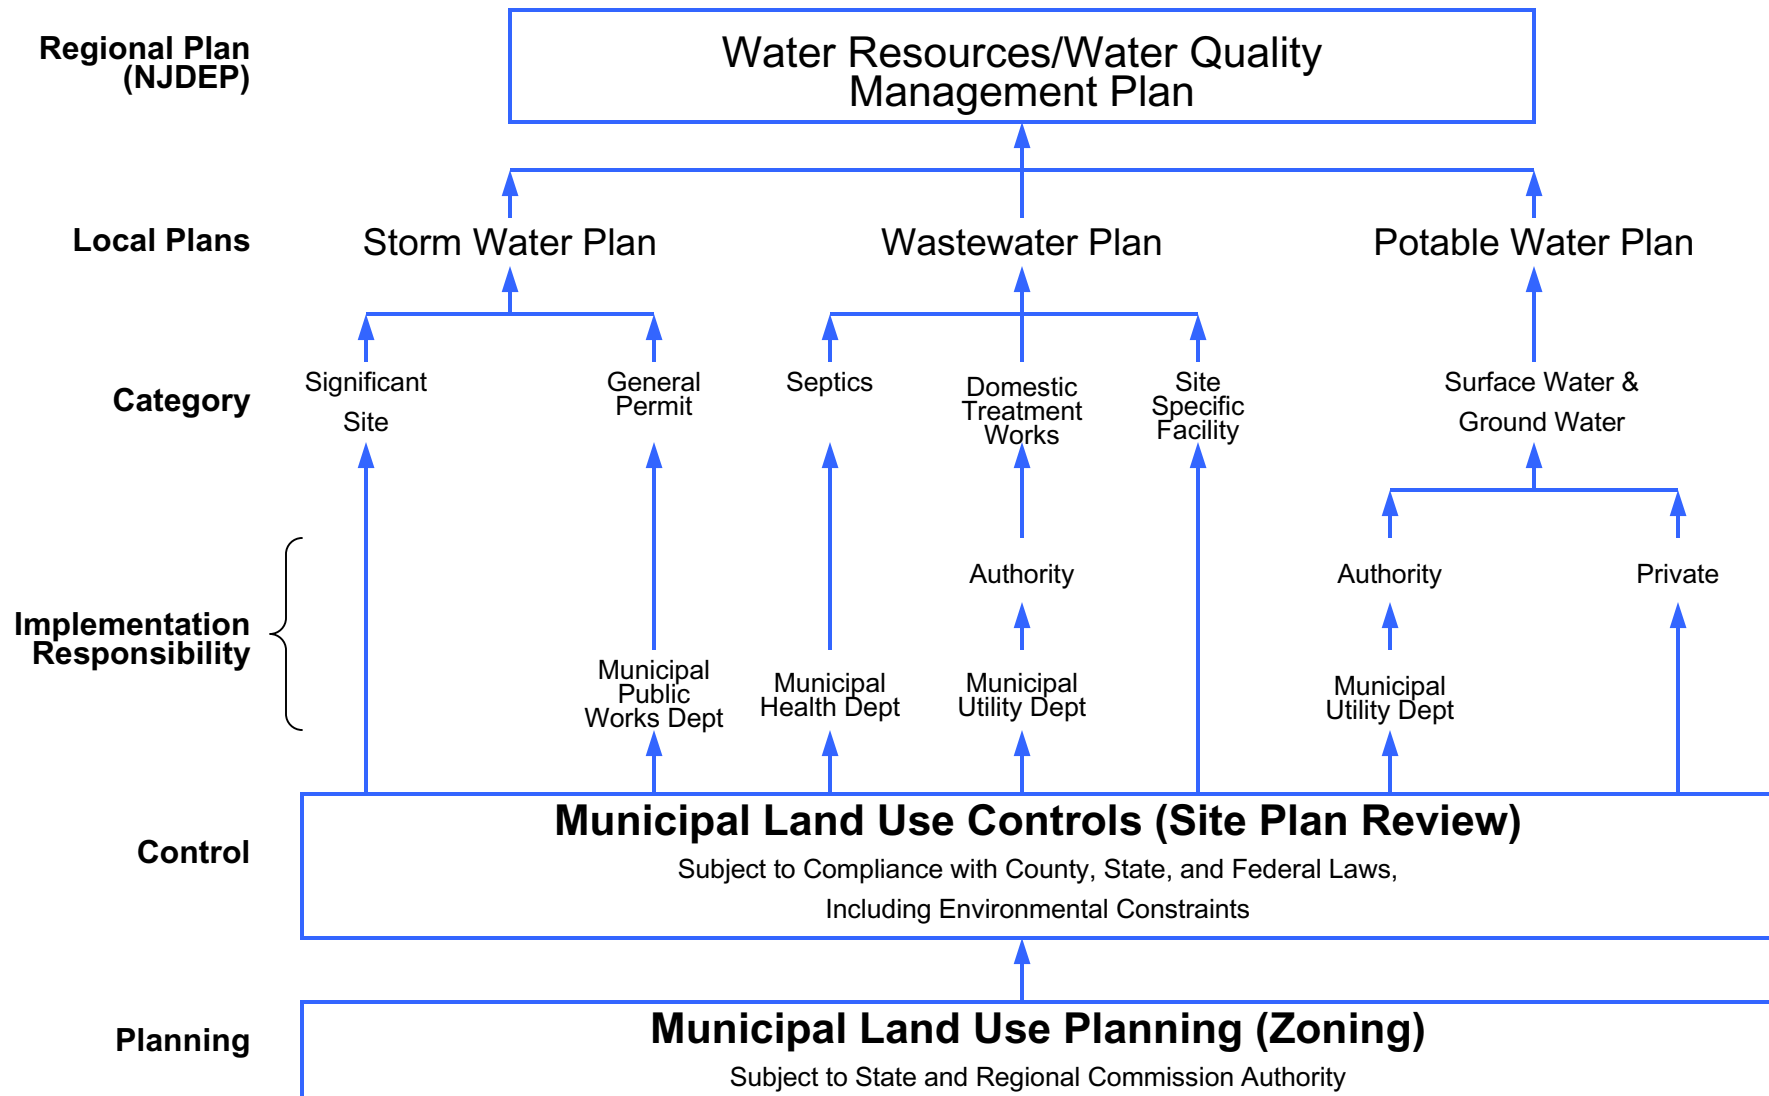 Regional Plan
(NJDEP)
Water Resources/Water Quality
Management Plan
Local Plans
Storm Water Plan
Wastewater Plan
Potable Water Plan
Category
Significant
Site
General
Permit
Septics
Domestic
Treatment
Works
Site
Specific
Facility
Surface Water &
Ground Water
Implementation
Responsibility
Authority
Authority
Private
Municipal
Public
Works Dept
Municipal
Health Dept
Municipal
Utility Dept
Municipal
Utility Dept
Control
Municipal Land Use Controls (Site Plan Review)
Subject to Compliance with County, State, and Federal Laws,
Including Environmental Constraints
Planning
Municipal Land Use Planning (Zoning)
Subject to State and Regional Commission Authority